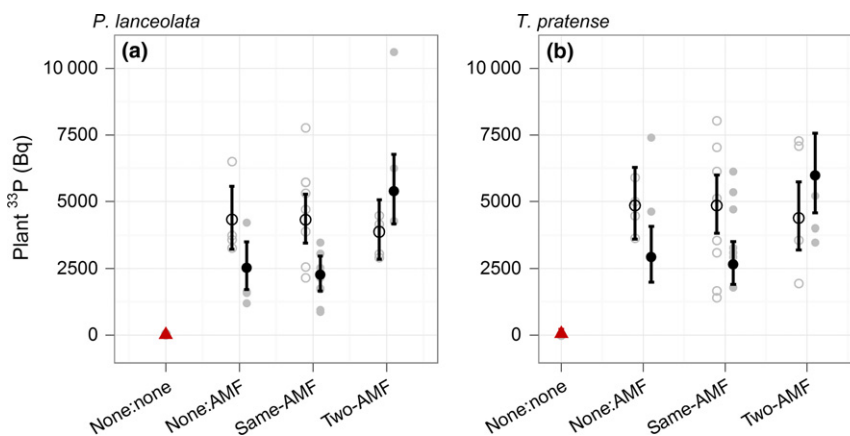 P. lanceolata
T. pratense
(a)
(b)
Plant ³³P (Bq)
10 000
7500
5000
2500
0
10 000
7500
5000
2500
0
None:none
None:AMF
Same-AMF
Two-AMF
None:none
None:AMF
Same-AMF
Two-AMF